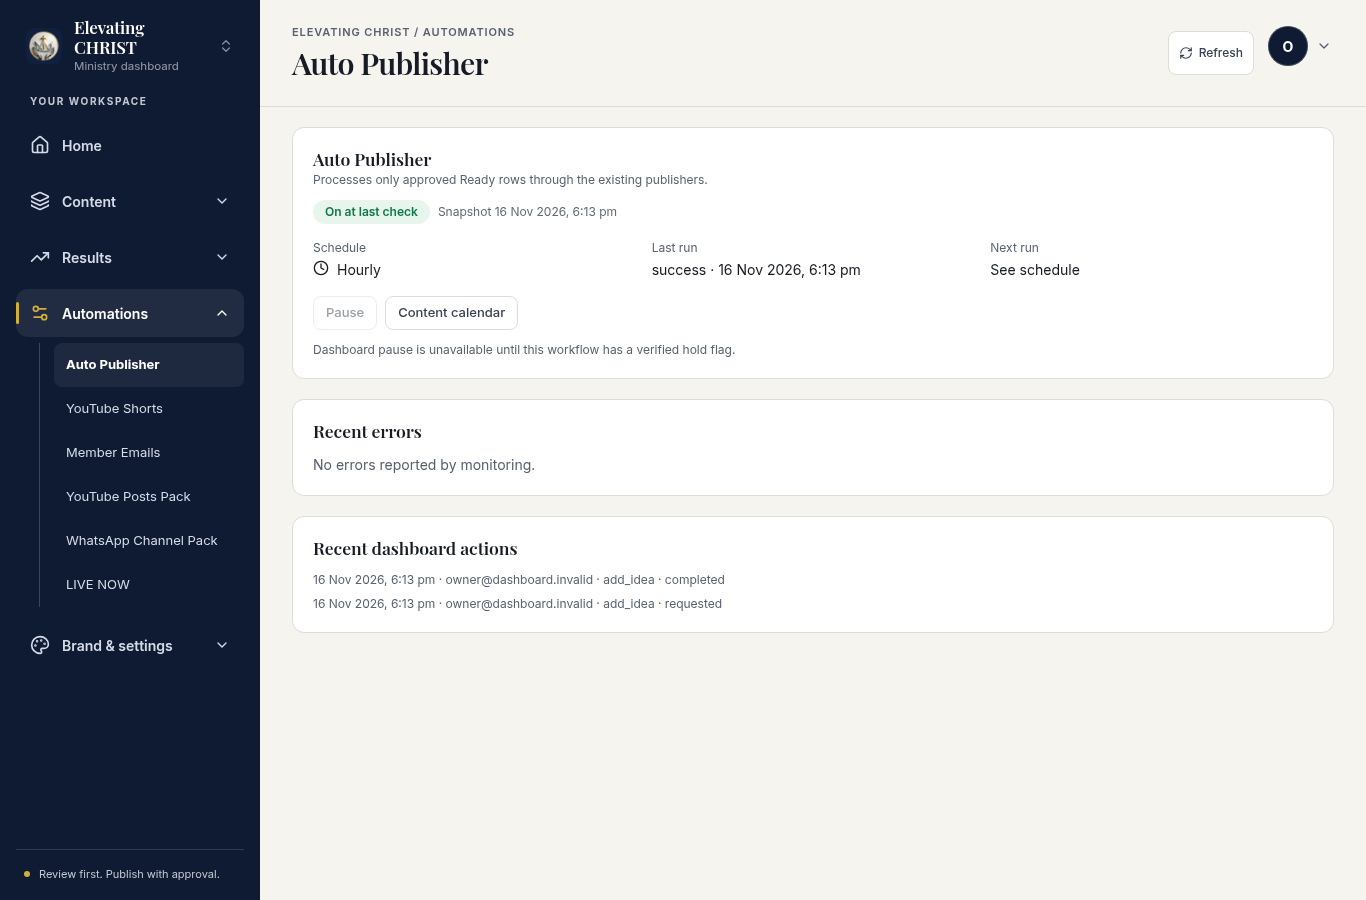 Elevating
CHRIST
Ministry dashboard
YOUR WORKSPACE
Home
Content
Results
Automations
Auto Publisher
YouTube Shorts
Member Emails
YouTube Posts Pack
WhatsApp Channel Pack
LIVE NOW
Brand & settings
Review first. Publish with approval.
ELEVATING CHRIST / AUTOMATIONS
Auto Publisher
Refresh
O
Auto Publisher
Processes only approved Ready rows through the existing publishers.
On at last check Snapshot 16 Nov 2026, 6:13 pm
Schedule Last run Next run
Hourly success · 16 Nov 2026, 6:13 pm See schedule
Pause Content calendar
Dashboard pause is unavailable until this workflow has a verified hold flag.
Recent errors
No errors reported by monitoring.
Recent dashboard actions
16 Nov 2026, 6:13 pm · owner@dashboard.invalid · add_idea · completed
16 Nov 2026, 6:13 pm · owner@dashboard.invalid · add_idea · requested